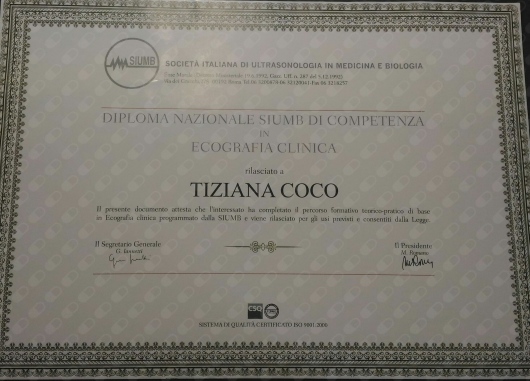 SIUMB
SOCIETÀ ITALIANA DI ULTRASONOLOGIA IN MEDICINA E BIOLOGIA
DIPLOMA NAZIONALE SIUMB DI COMPETENZA
IN
ECOGRAFIA CLINICA
rilasciato a
TIZIANA COCO
Il presente documento attesta che l'interessato ha completato il percorso formativo teorico-pratico di base
in Ecografia clinica programmato dalla SIUMB e viene rilasciato per gli usi previsti e consentiti dalla Legge.
Il Segretario Generale
Il Presidente
CSQ
SISTEMA DI QUALITÀ CERTIFICATO ISO 9001:2000